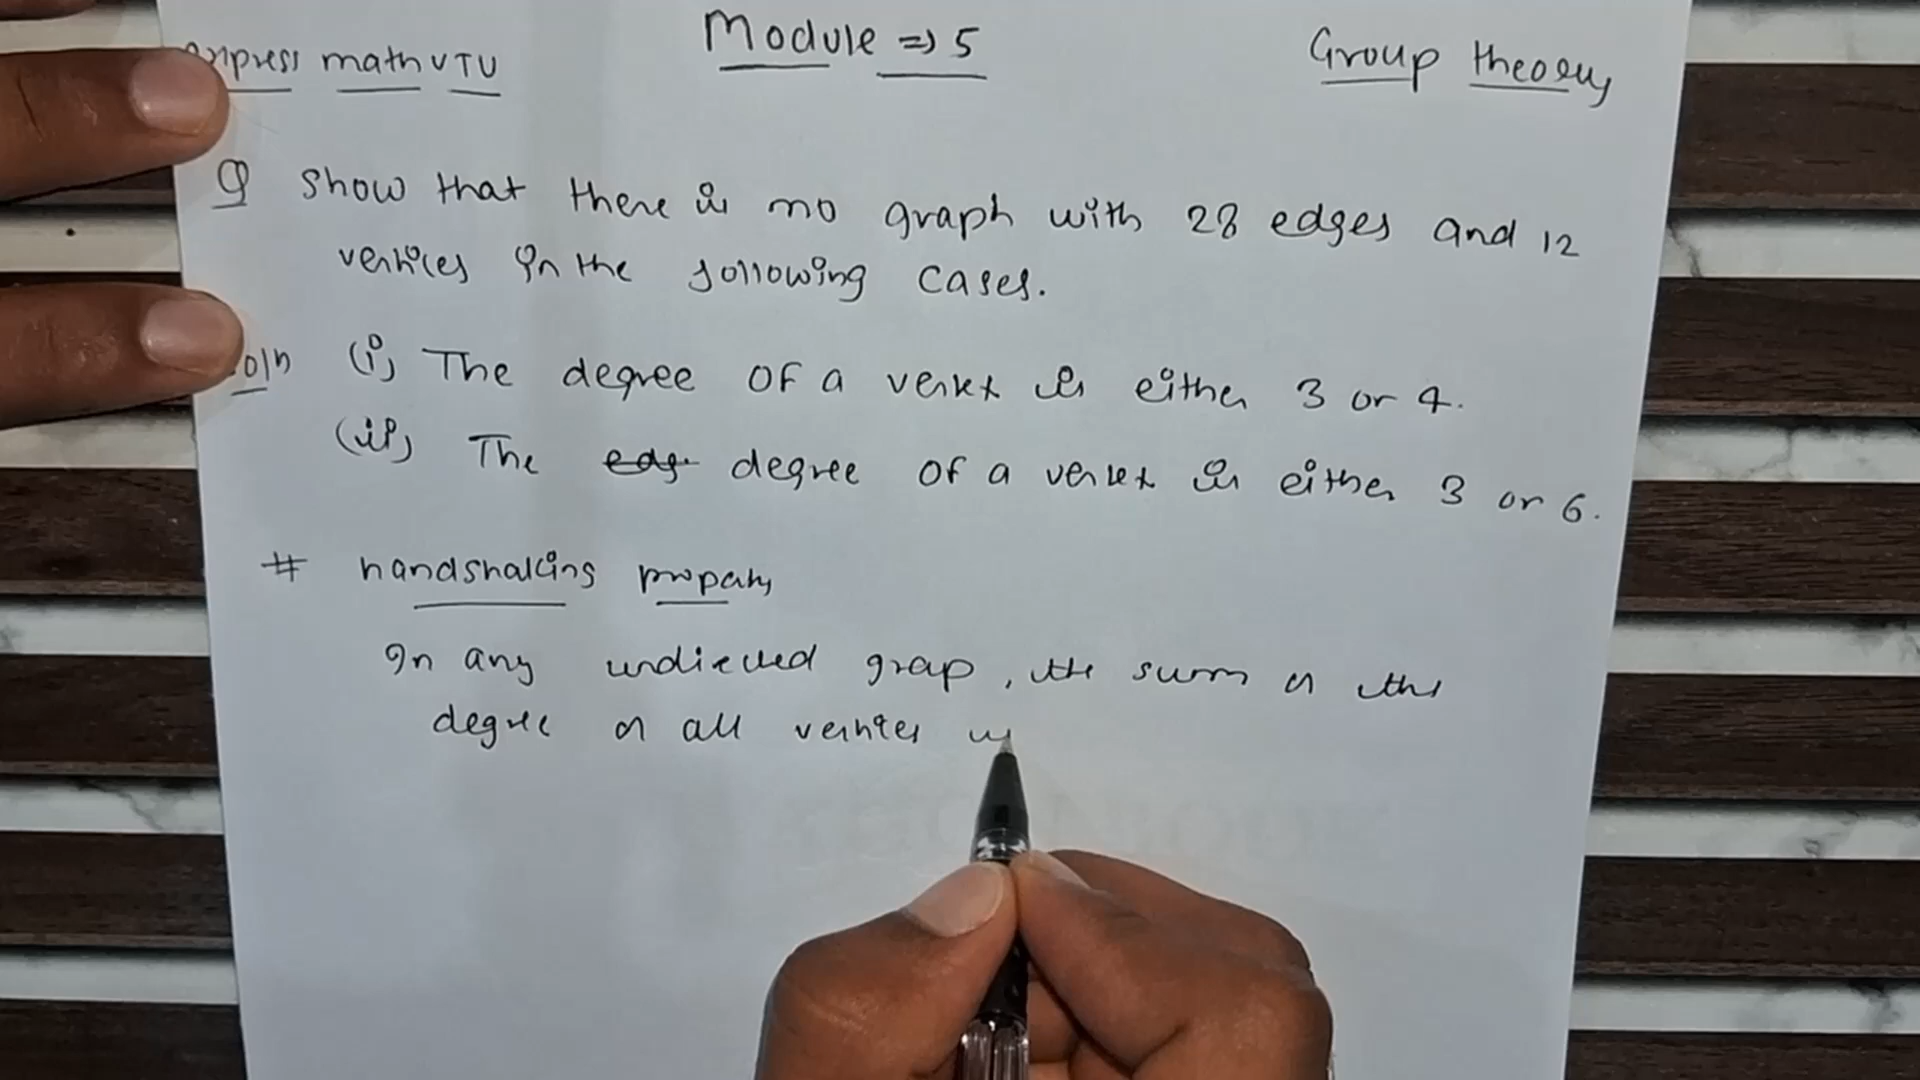 Module => 5
express math VTU
Group theory
Q show that there is no graph with 28 edges and 12
vertices in the following cases.
Soln (i) The degree of a vertex is either 3 or 4.
(ii) The edge degree of a vertex is either 3 or 6.
# handshaking property
In any undirected grap, the sum of the
degree of all vertices is